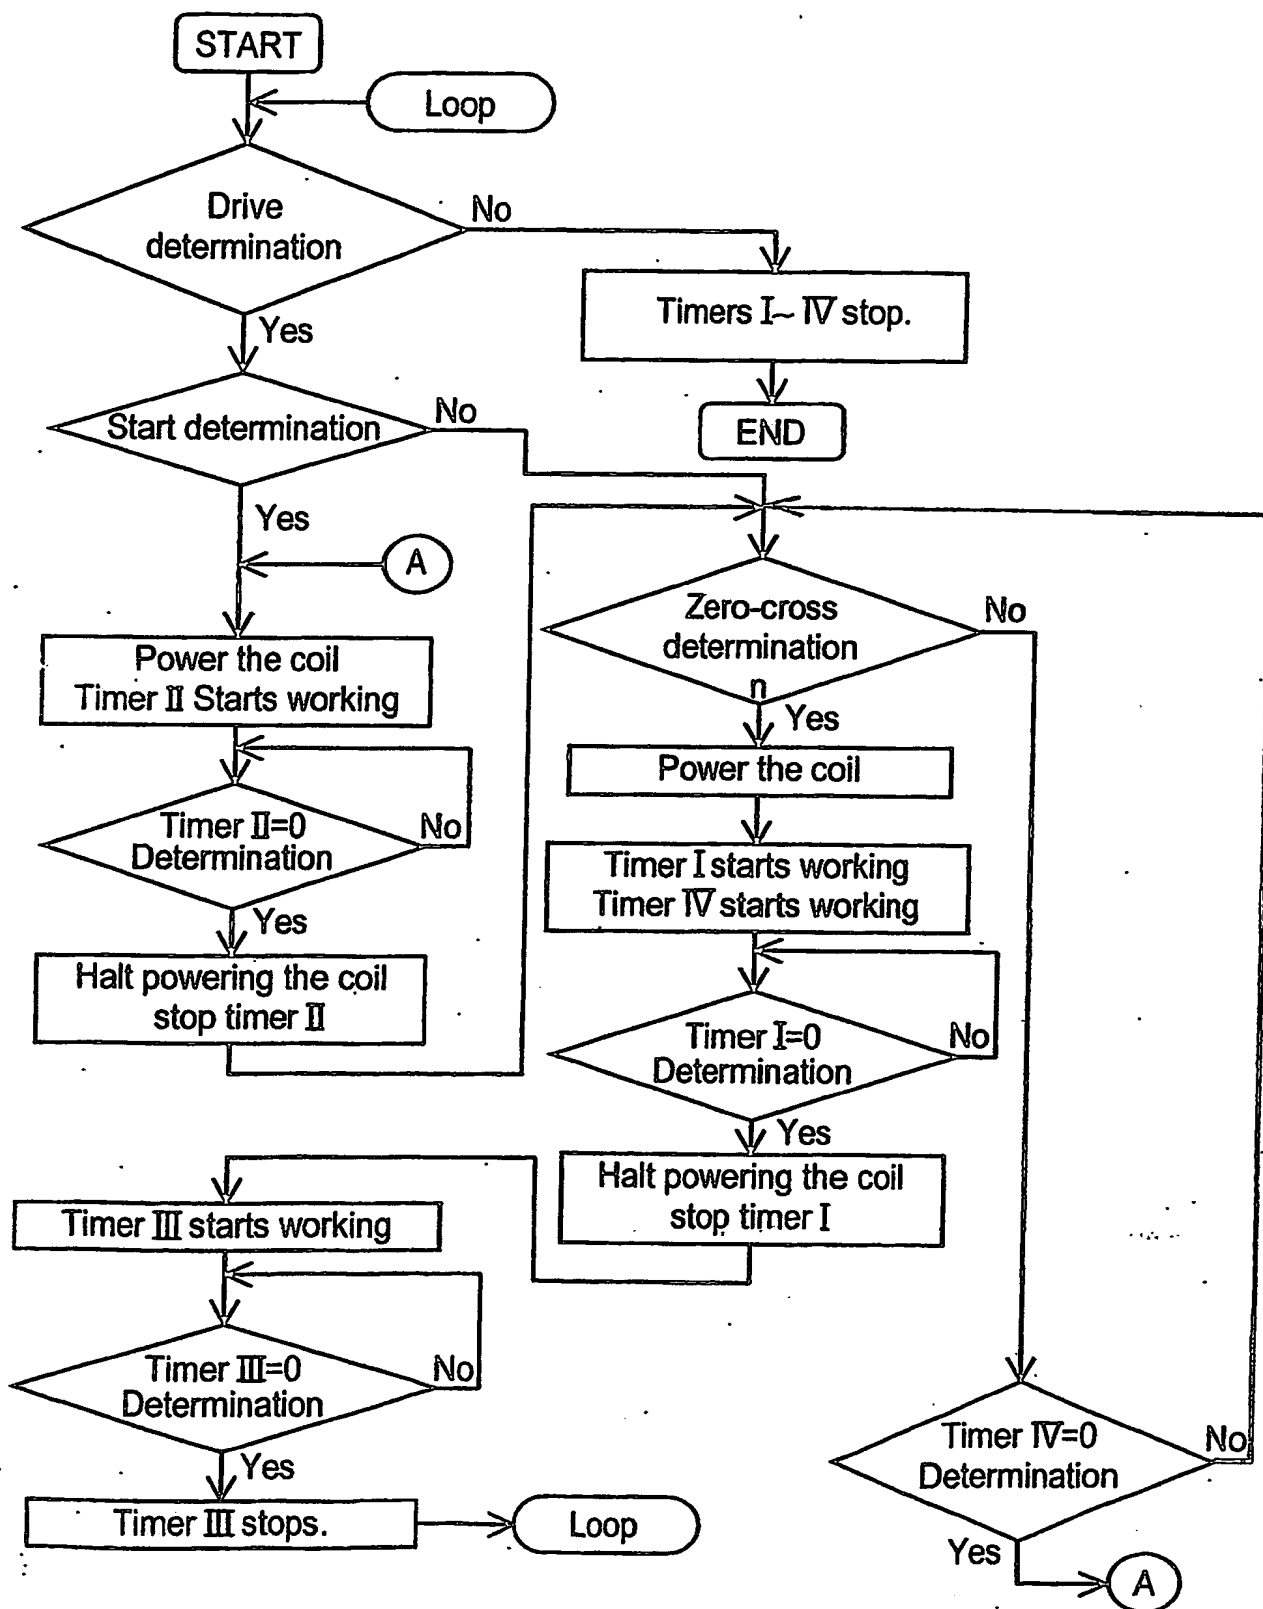 START
Loop
Drive
determination
No
Timers Ⅰ~ Ⅳ stop.
Yes
END
Start determination
No
Yes
A
Zero-cross
determination
n
No
Yes
Power the coil
Timer Ⅱ Starts working
Power the coil
Timer Ⅱ=0
Determination
No
Timer Ⅰ starts working
Timer Ⅳ starts working
Yes
Halt powering the coil
stop timer Ⅱ
Timer Ⅰ=0
Determination
No
Yes
Halt powering the coil
stop timer Ⅰ
Timer Ⅲ starts working
Timer Ⅲ=0
Determination
No
Timer Ⅳ=0
Determination
No
Yes
Timer Ⅲ stops.
Loop
Yes
A